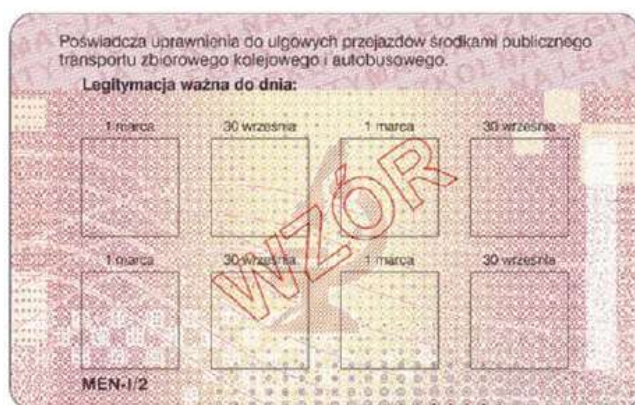 Poświadcza uprawnienia do ulgowych przejazdów środkami publicznego
transportu zbiorowego kolejowego i autobusowego.
Legitymacja ważna do dnia:
1 marca 30 września 1 marca 30 września
WZÓR
1 marca 30 września 1 marca 30 września
MEN-I/2